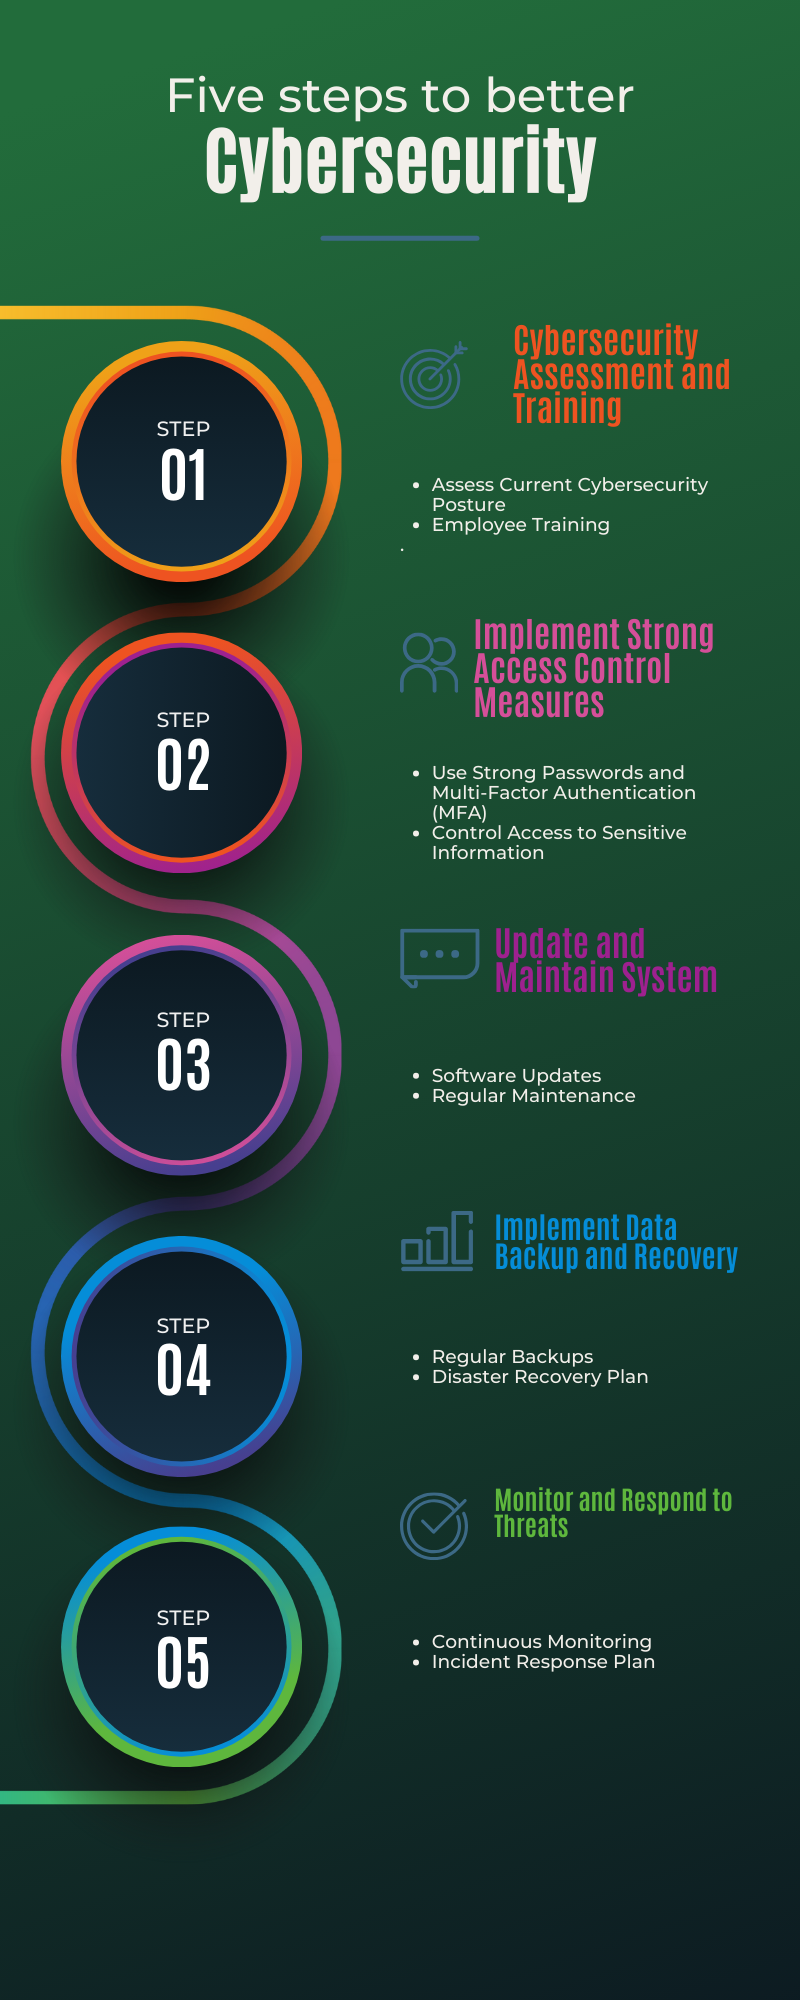 Five steps to better
Cybersecurity
STEP
01
Cybersecurity
Assessment and
Training
• Assess Current Cybersecurity
Posture
• Employee Training
.
STEP
02
Implement Strong
Access Control
Measures
• Use Strong Passwords and
Multi-Factor Authentication
(MFA)
• Control Access to Sensitive
Information
STEP
03
Update and
Maintain System
• Software Updates
• Regular Maintenance
STEP
04
Implement Data
Backup and Recovery
• Regular Backups
• Disaster Recovery Plan
STEP
05
Monitor and Respond to
Threats
• Continuous Monitoring
• Incident Response Plan